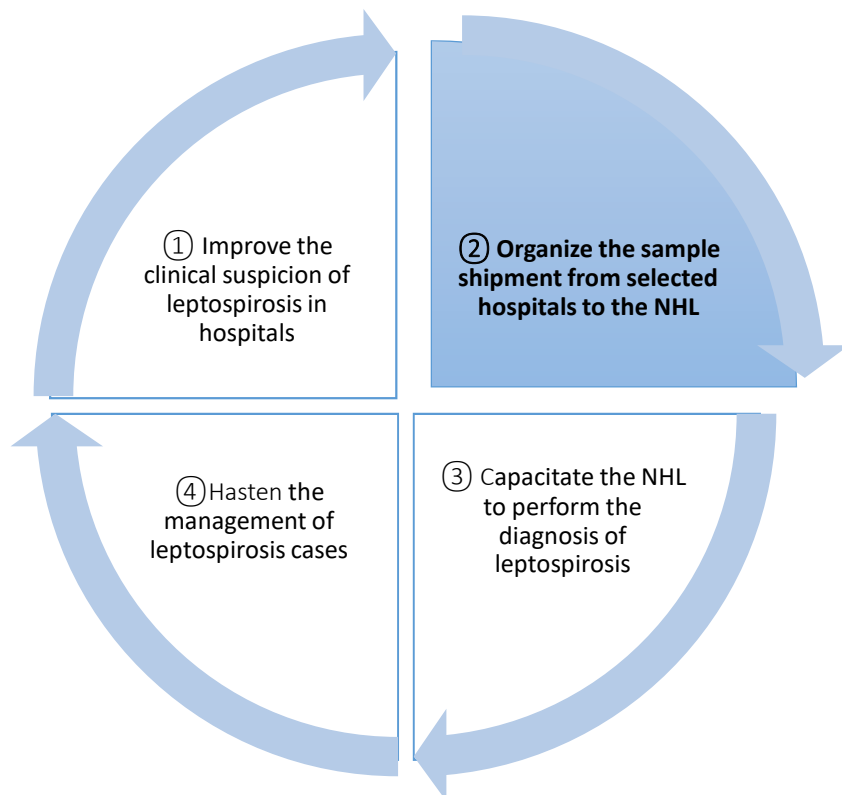 ① Improve the
clinical suspicion of
leptospirosis in
hospitals
② Organize the sample
shipment from selected
hospitals to the NHL
③ Capacitate the NHL
to perform the
diagnosis of
leptospirosis
④Hasten the
management of
leptospirosis cases